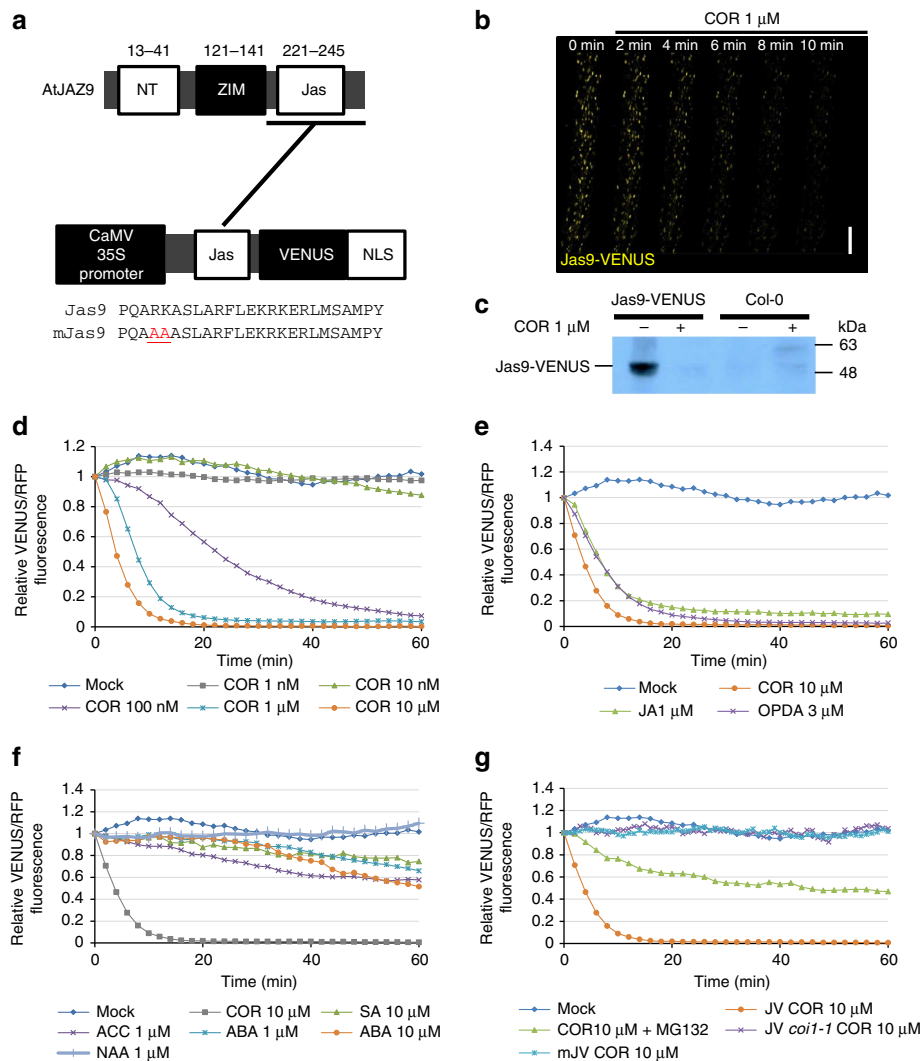 a
13–41 121–141 221–245
AtJAZ9 NT ZIM Jas
CaMV
35S
promoter
Jas VENUS NLS
Jas9 PQARKASLARFLEKRKERLMSAMPY
mJas9 PQAAAASLARFLEKRKERLMSAMPY
b
COR 1 μM
0 min 2 min 4 min 6 min 8 min 10 min
Jas9-VENUS
c
Jas9-VENUS Col-0
COR 1 μM – + – + kDa
63
Jas9-VENUS
48
d
Relative VENUS/RFP
fluorescence
1.2
1
0.8
0.6
0.4
0.2
0
0 20 40 60
Time (min)
Mock COR 1 nM COR 10 nM
COR 100 nM COR 1 μM COR 10 μM
e
Relative VENUS/RFP
fluorescence
1.4
1.2
1
0.8
0.6
0.4
0.2
0
0 20 40 60
Time (min)
Mock COR 10 μM
JA1 μM OPDA 3 μM
f
Relative VENUS/RFP
fluorescence
1.4
1.2
1
0.8
0.6
0.4
0.2
0
0 20 40 60
Time (min)
Mock COR 10 μM SA 10 μM
ACC 1 μM ABA 1 μM ABA 10 μM
NAA 1 μM
g
Relative VENUS/RFP
fluorescence
1.4
1.2
1
0.8
0.6
0.4
0.2
0
0 20 40 60
Time (min)
Mock JV COR 10 μM
COR10 μM + MG132 JV coi1-1 COR 10 μM
mJV COR 10 μM